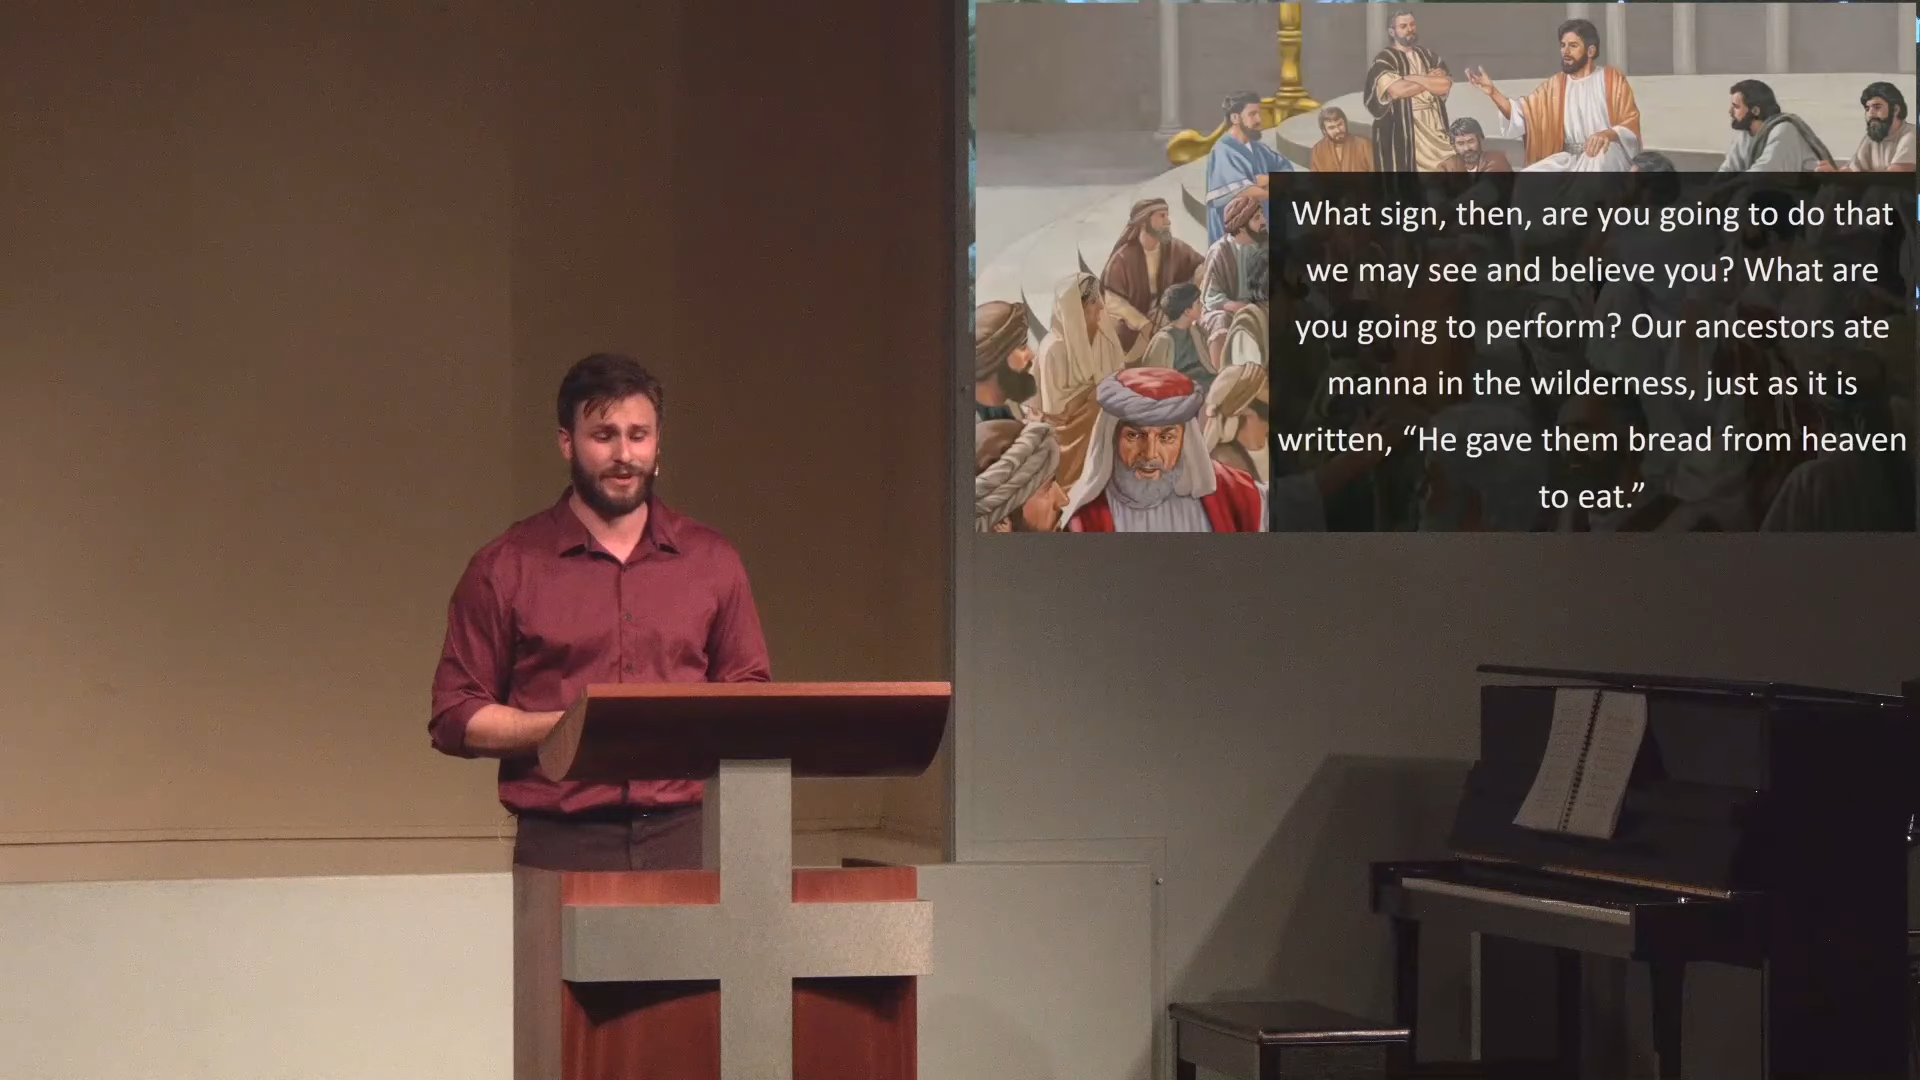 What sign, then, are you going to do that
we may see and believe you? What are
you going to perform? Our ancestors ate
manna in the wilderness, just as it is
written, “He gave them bread from heaven
to eat.”